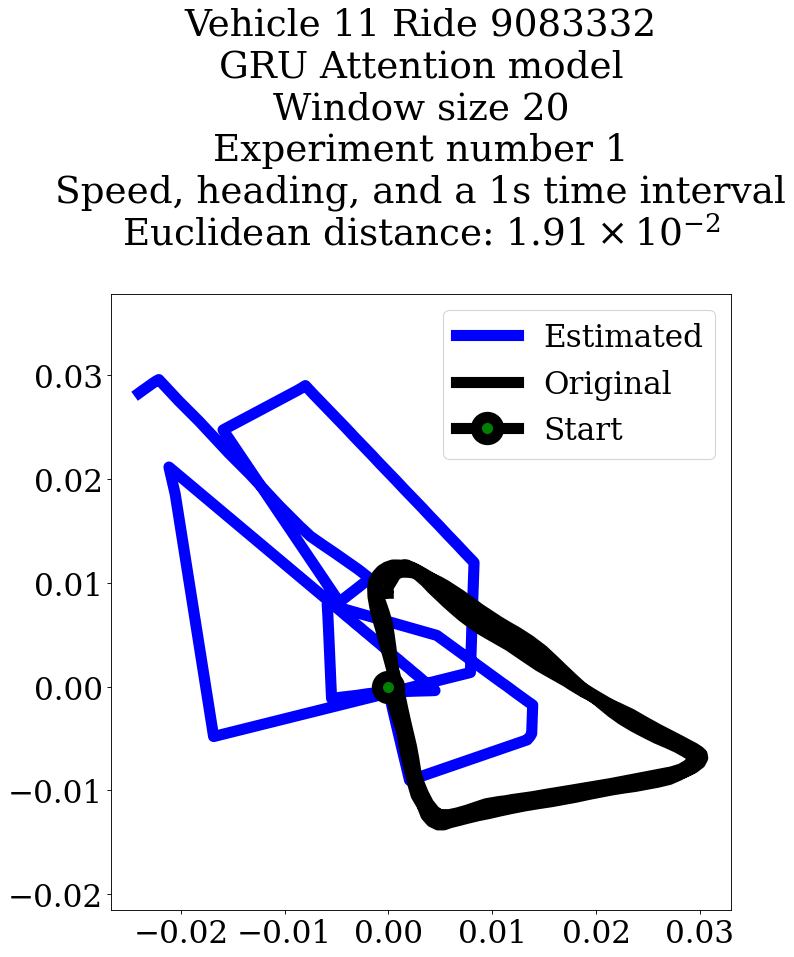 Vehicle 11 Ride 9083332
GRU Attention model
Window size 20
Experiment number 1
Speed, heading, and a 1s time interval
Euclidean distance: 1.91 × 10⁻²
Estimated
Original
Start
0.03
0.02
0.01
0.00
−0.01
−0.02
−0.02 −0.01 0.00 0.01 0.02 0.03